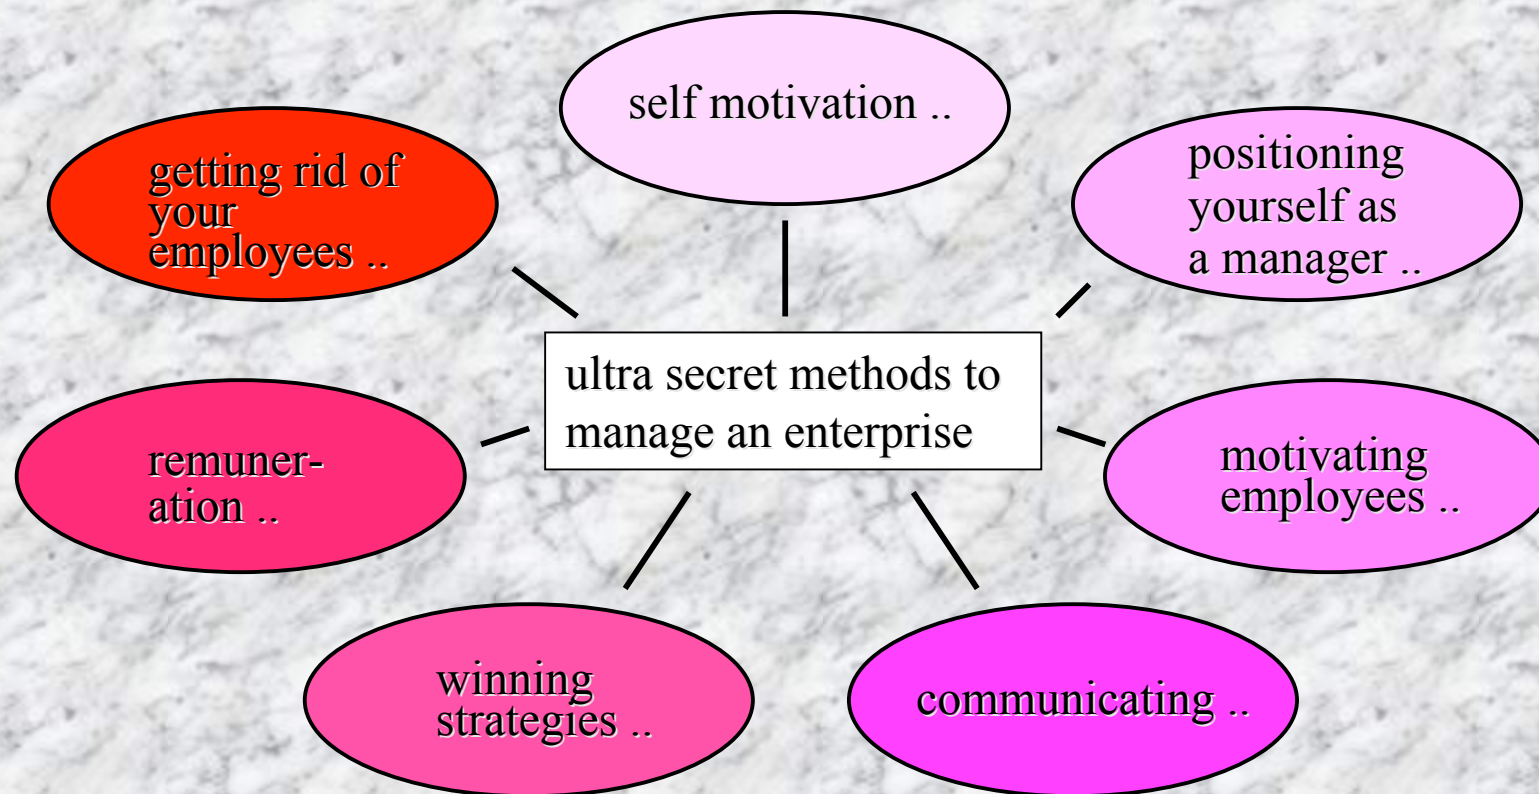 self motivation ..
positioning
yourself as
a manager ..
getting rid of
your
employees ..
ultra secret methods to
manage an enterprise
motivating
employees ..
remuner-
ation ..
winning
strategies ..
communicating ..